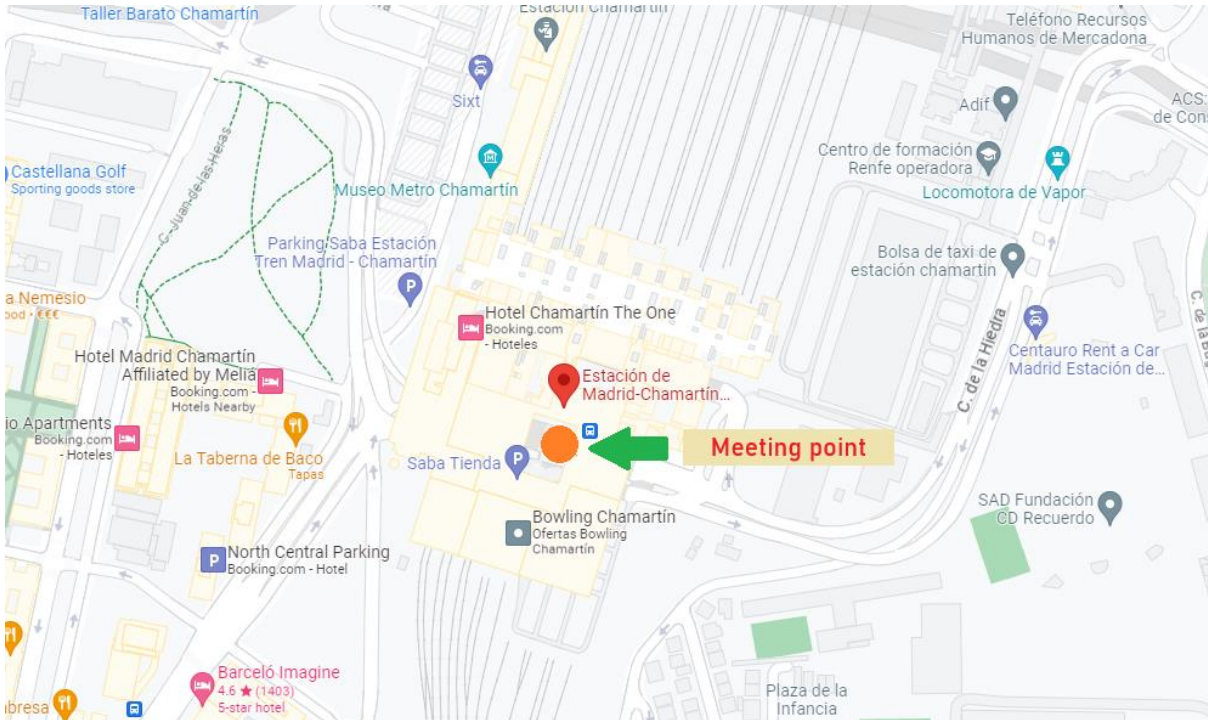 Taller Barato Chamartín
Estación Chamartín
Teléfono Recursos
Humanos de Mercadona
Sixt
Adif
ACS:
de Cons
Centro de formación
Renfe operadora
Castellana Golf
Sporting goods store
C. Juan de las Heras
Museo Metro Chamartín
Locomotora de Vapor
Parking Saba Estación
Tren Madrid - Chamartín
Bolsa de taxi de
estación chamartin
a Nemesio
ood • €€€
Hotel Chamartín The One
Booking.com
- Hoteles
C. de la Hiedra
Centauro Rent a Car
Madrid Estación de...
Hotel Madrid Chamartín
Affiliated by Meliá
Booking.com -
Hotels Nearby
Estación de
Madrid-Chamartín...
io Apartments
Booking.com
- Hoteles
La Taberna de Baco
Tapas
Saba Tienda
Meeting point
SAD Fundación
CD Recuerdo
Bowling Chamartín
Ofertas Bowling
Chamartín
North Central Parking
Booking.com - Hotel
Barceló Imagine
4.6 ★ (1403)
5-star hotel
Plaza de la
Infancia
bresa